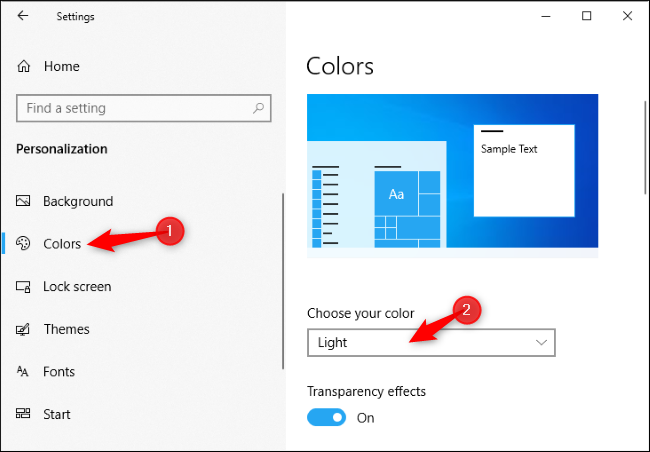 Settings
Home
Find a setting
Personalization
Background
Colors
1
Lock screen
Themes
Fonts
Start
Colors
Sample Text
Aa
Choose your color
2
Light
Transparency effects
On